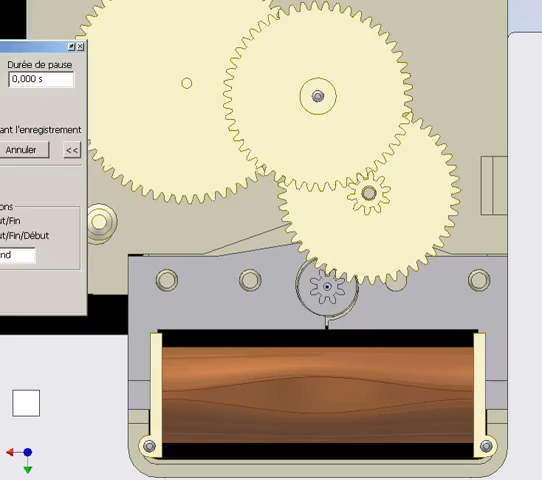 Durée de pause
0,000 s
ant l'enregistrement
Annuler
<<
ons
ut/Fin
ut/Fin/Début
nd